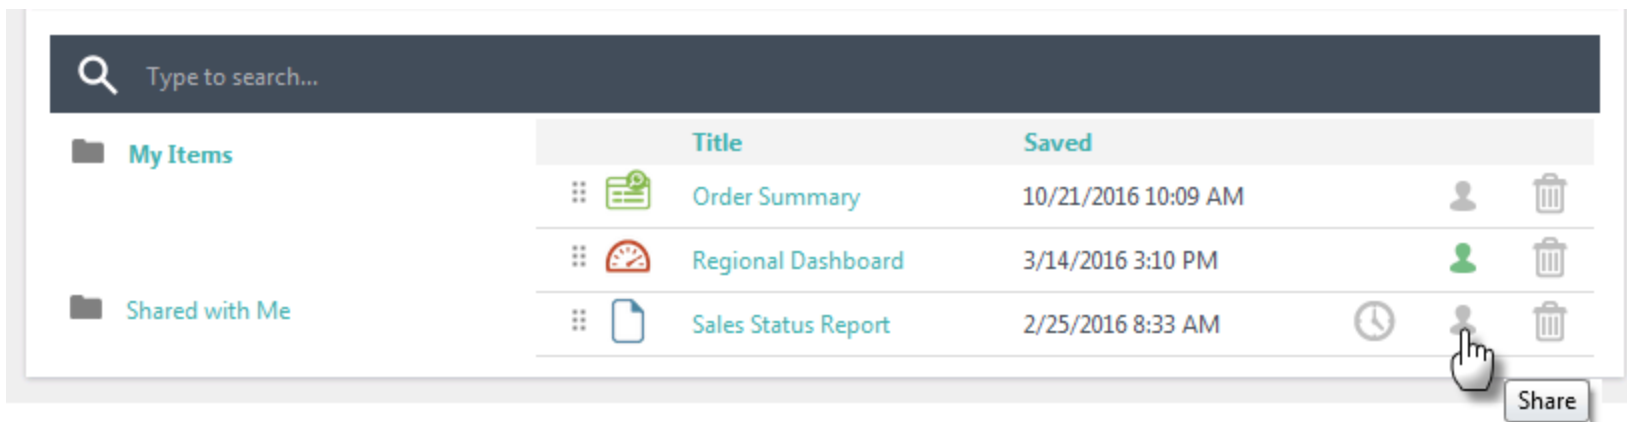 Type to search...
My Items
Title Saved
Order Summary 10/21/2016 10:09 AM
Regional Dashboard 3/14/2016 3:10 PM
Shared with Me
Sales Status Report 2/25/2016 8:33 AM
Share